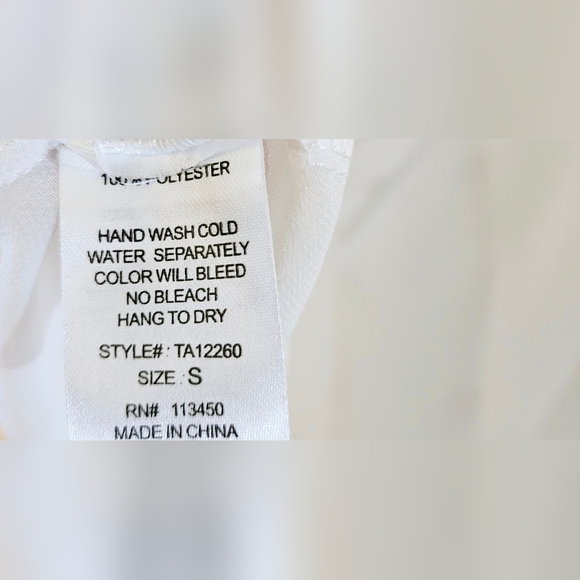 100% POLYESTER
HAND WASH COLD
WATER SEPARATELY
COLOR WILL BLEED
NO BLEACH
HANG TO DRY
STYLE# : TA12260
SIZE : S
RN# 113450
MADE IN CHINA